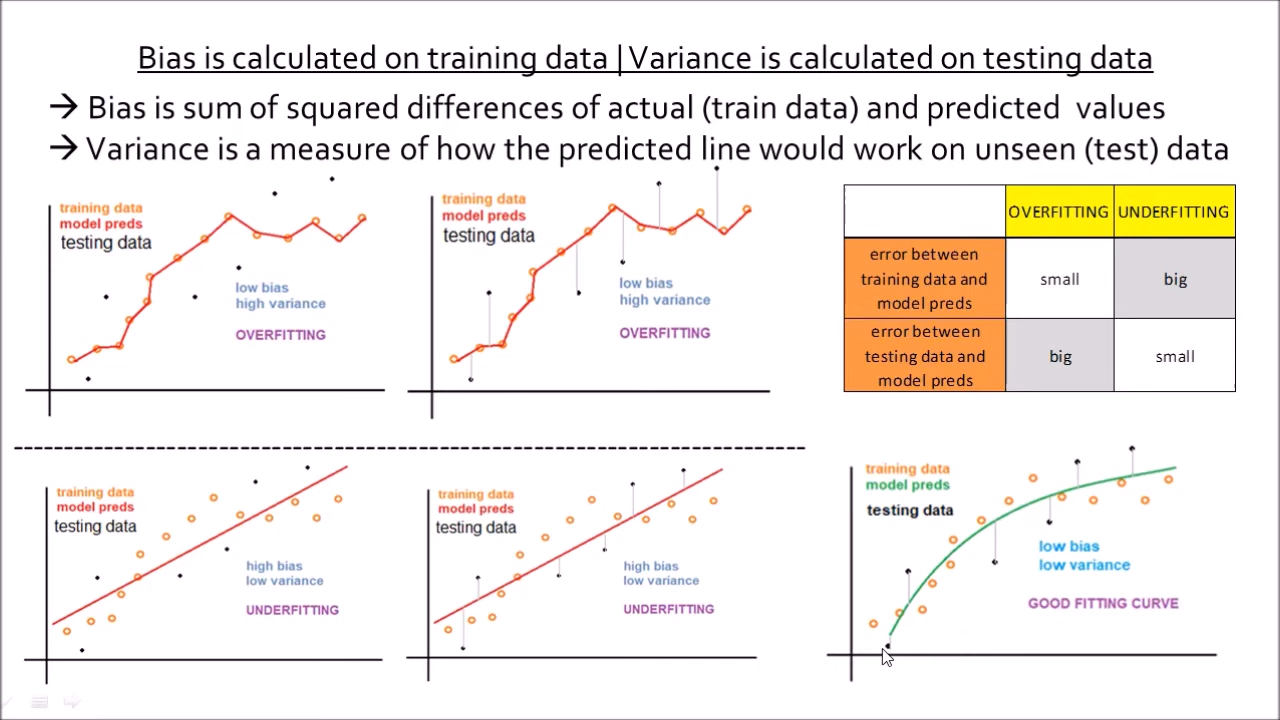 Bias is calculated on training data | Variance is calculated on testing data
→ Bias is sum of squared differences of actual (train data) and predicted values
→ Variance is a measure of how the predicted line would work on unseen (test) data
training data
model preds
testing data
low bias
high variance
OVERFITTING
training data
model preds
testing data
low bias
high variance
OVERFITTING
OVERFITTING UNDERFITTING
error between
training data and
model preds
small
big
error between
testing data and
model preds
big
small
training data
model preds
testing data
high bias
low variance
UNDERFITTING
training data
model preds
testing data
high bias
low variance
UNDERFITTING
training data
model preds
testing data
low bias
low variance
GOOD FITTING CURVE